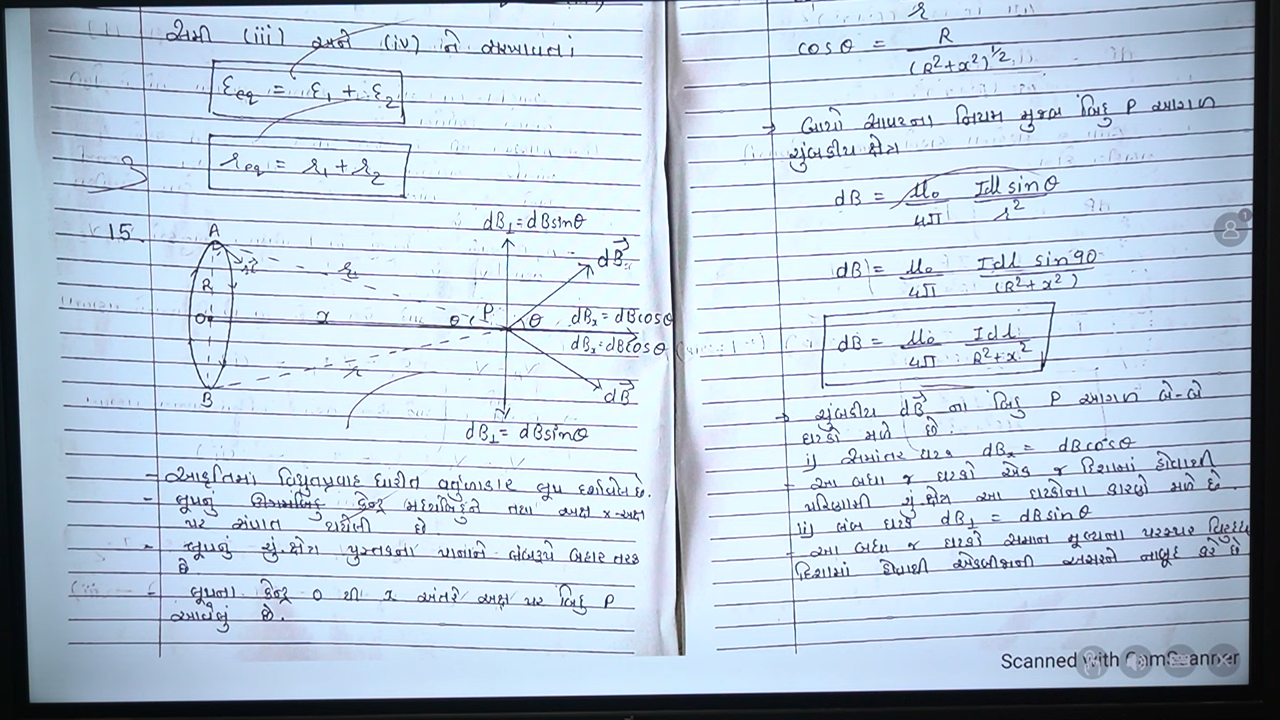 સમી (iii) અને (iv) ને સરખાવતાં
εeq = ε1 + ε2
req = r1 + r2
15.
A
dB⊥ = dBsinθ
dB→
r
R
O
x
θ
P
θ
dBx = dBcosθ
dBx = dBcosθ
r
B
dB→
dB⊥ = dBsinθ
- આકૃતિમાં વિદ્યુતપ્રવાહ ધારીત વર્તુળાકાર લૂપ દર્શાવેલ છે.
- લૂપનું કેન્દ્ર તથા અક્ષ x-અક્ષ
પર સંપાત થયેલી છે
- લૂપનું ચું.ક્ષેત્ર પુસ્તકના પાનાને લંબરૂપે બહાર તરફ
છે
- લૂપના કેન્દ્ર O થી x અંતરે અક્ષ પર બિંદુ P
આવેલું છે.
r
cosθ = R / (R²+x²)^1/2
→ બાયો સાવરના નિયમ મુજબ બિંદુ P આગળ
ચુંબકીય ક્ષેત્ર
dB = μ0/4π Idl sinθ/r²
dB = μ0/4π Idl sin90/(R²+x²)
dB = μ0/4π Idl/R²+x²
→ ચુંબકીય dB→ ના બિંદુ P આગળ બે-બે
ઘટકો મળે છે.
i) સમાંતર ઘટક dBx = dBcosθ
- આ બધા જ ઘટકો એક જ દિશામાં હોવાથી
પરિણામી ચું.ક્ષેત્ર આ ઘટકોના કારણે મળે છે.
ii) લંબ ઘટક dB⊥ = dBsinθ
- આ બધા જ ઘટકો સમાન મૂલ્યના પરસ્પર વિરુદ્ધ
દિશામાં હોવાથી એકબીજાની અસરને નાબૂદ કરે છે
Scanned with CamScanner